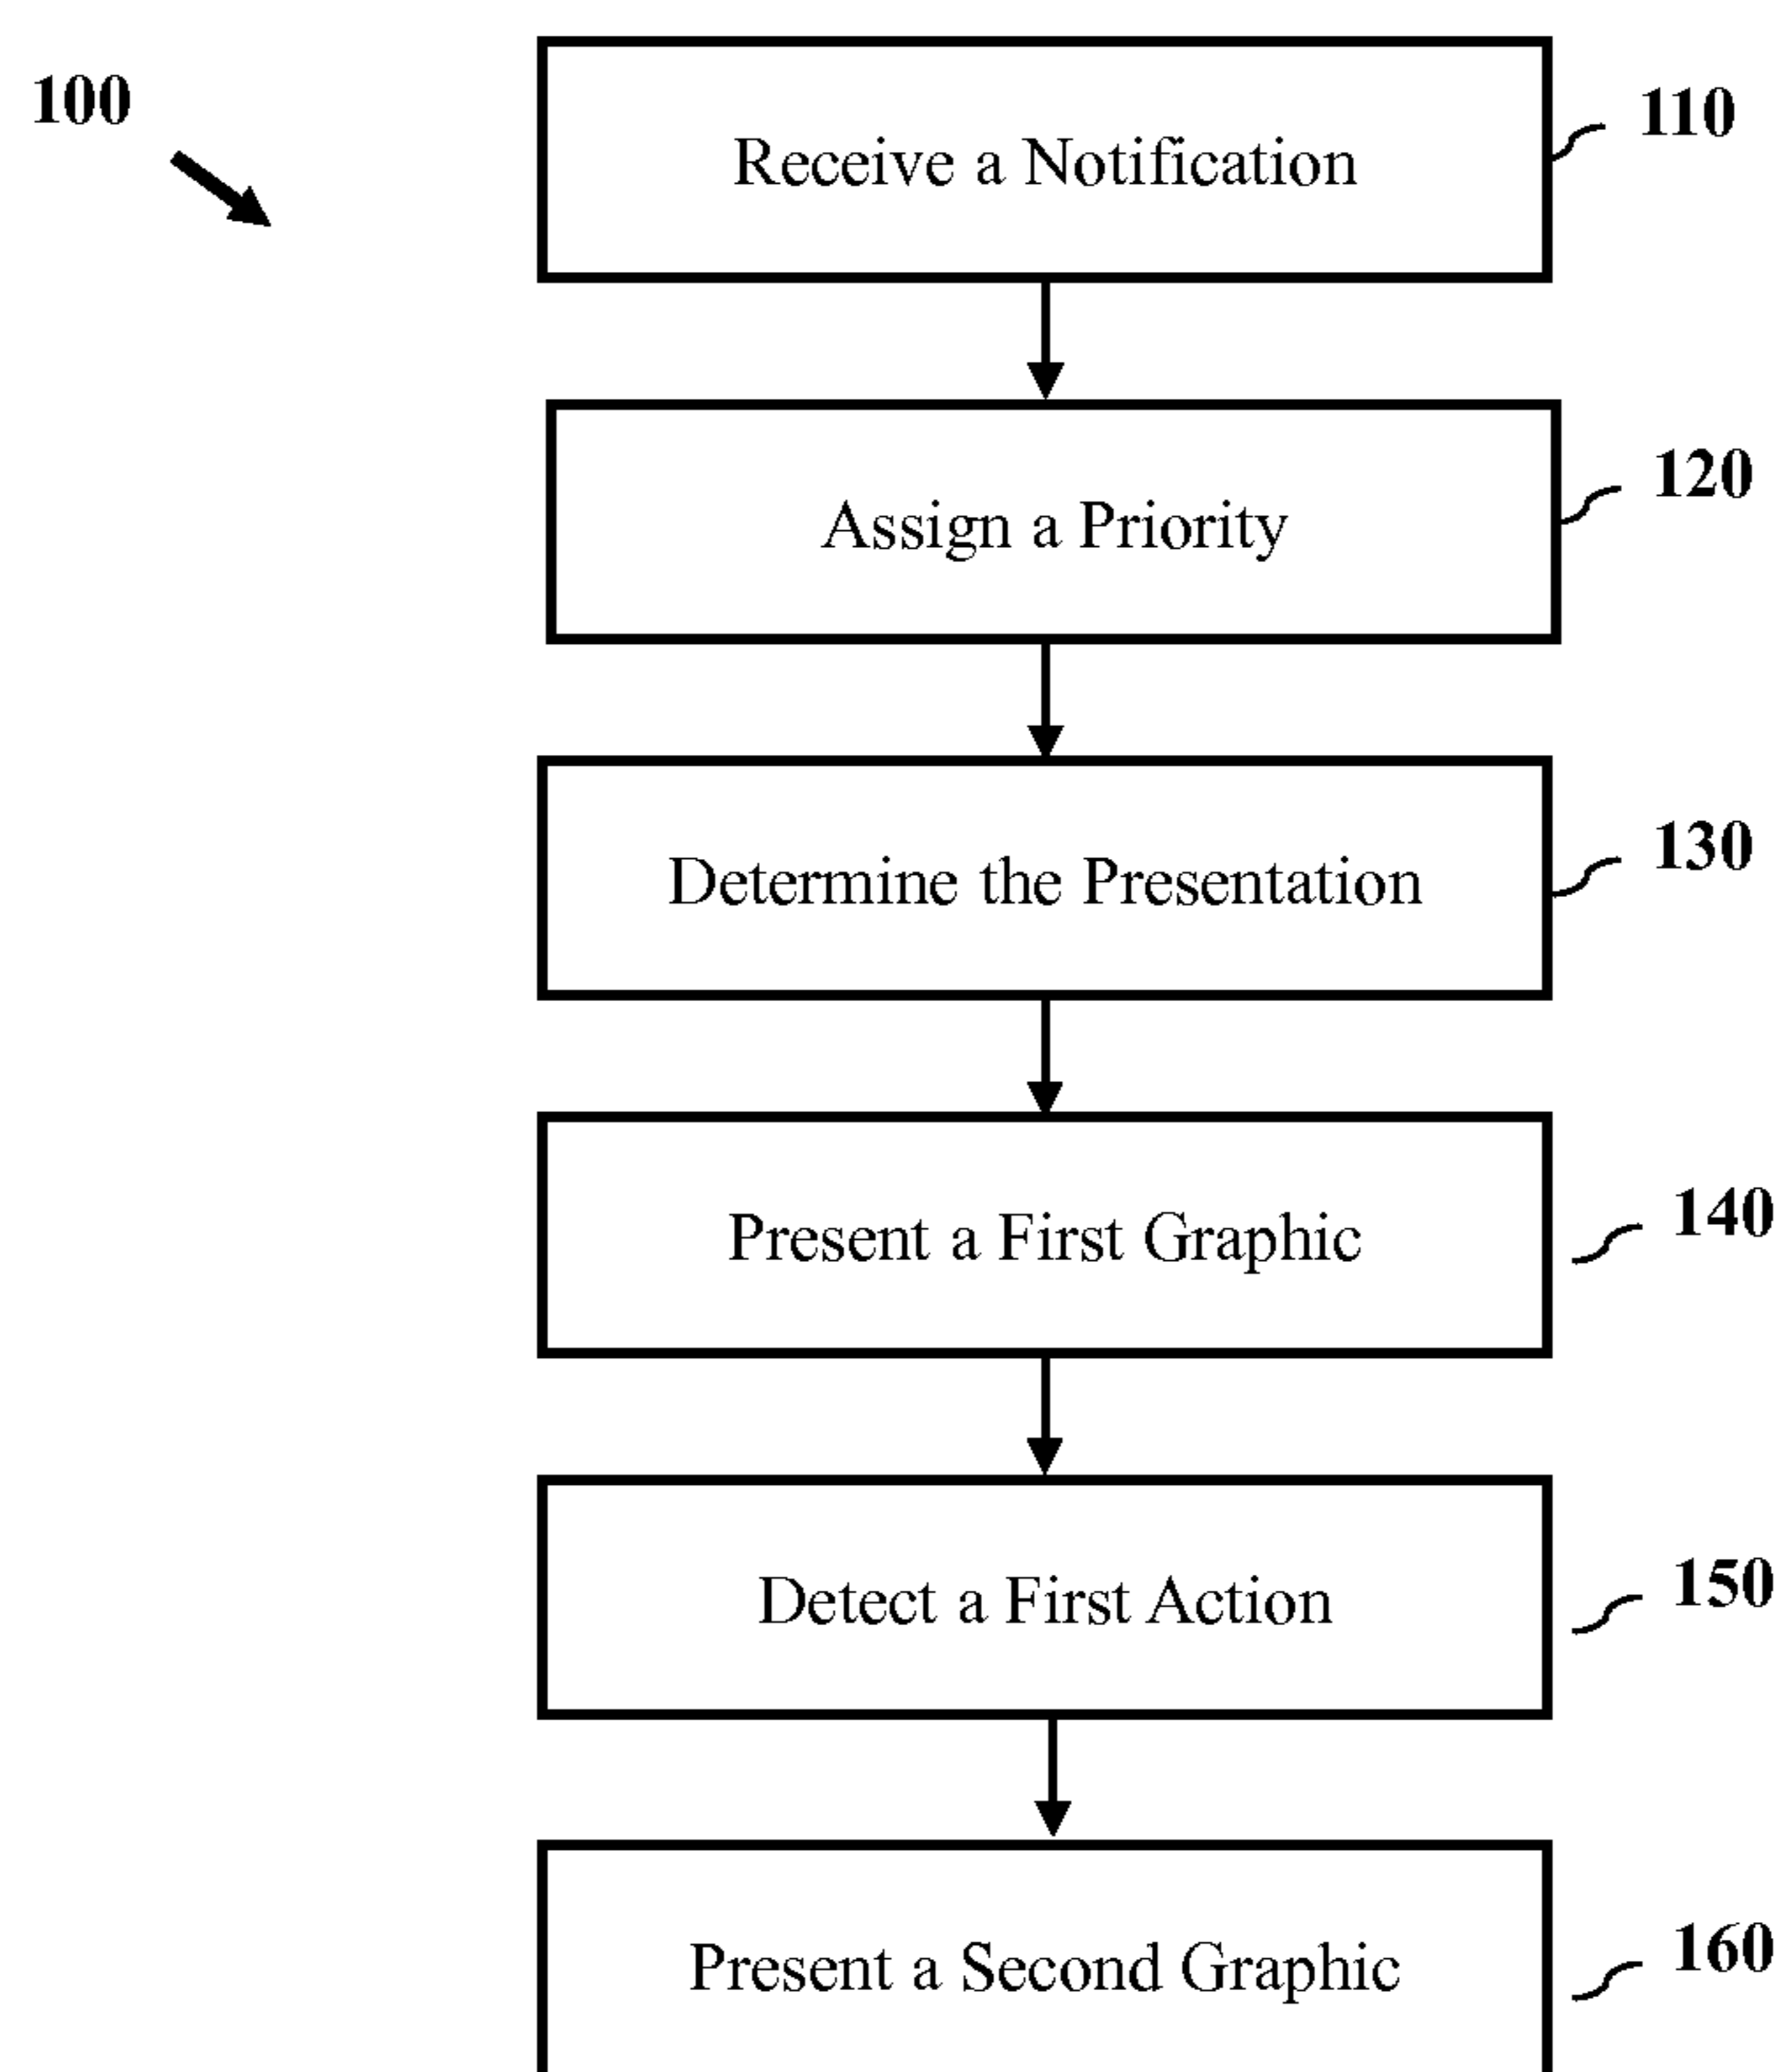 100
110
Receive a Notification
120
Assign a Priority
130
Determine the Presentation
140
Present a First Graphic
150
Detect a First Action
160
Present a Second Graphic